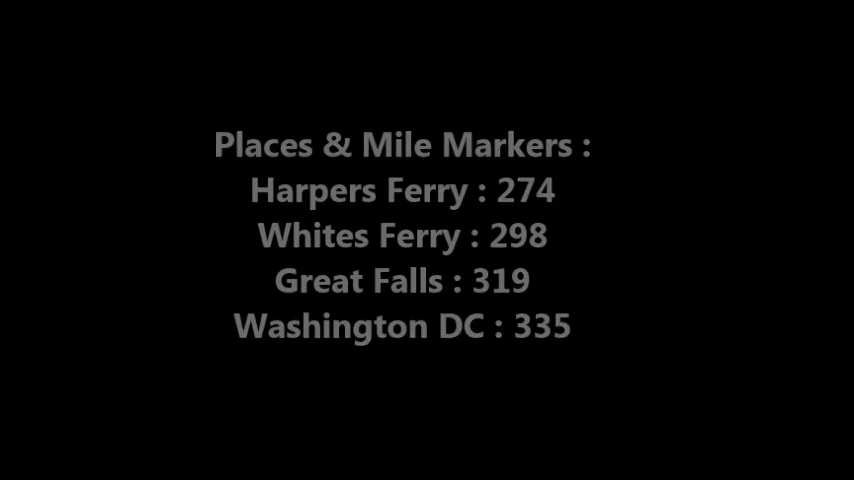 Places & Mile Markers :
Harpers Ferry : 274
Whites Ferry : 298
Great Falls : 319
Washington DC : 335